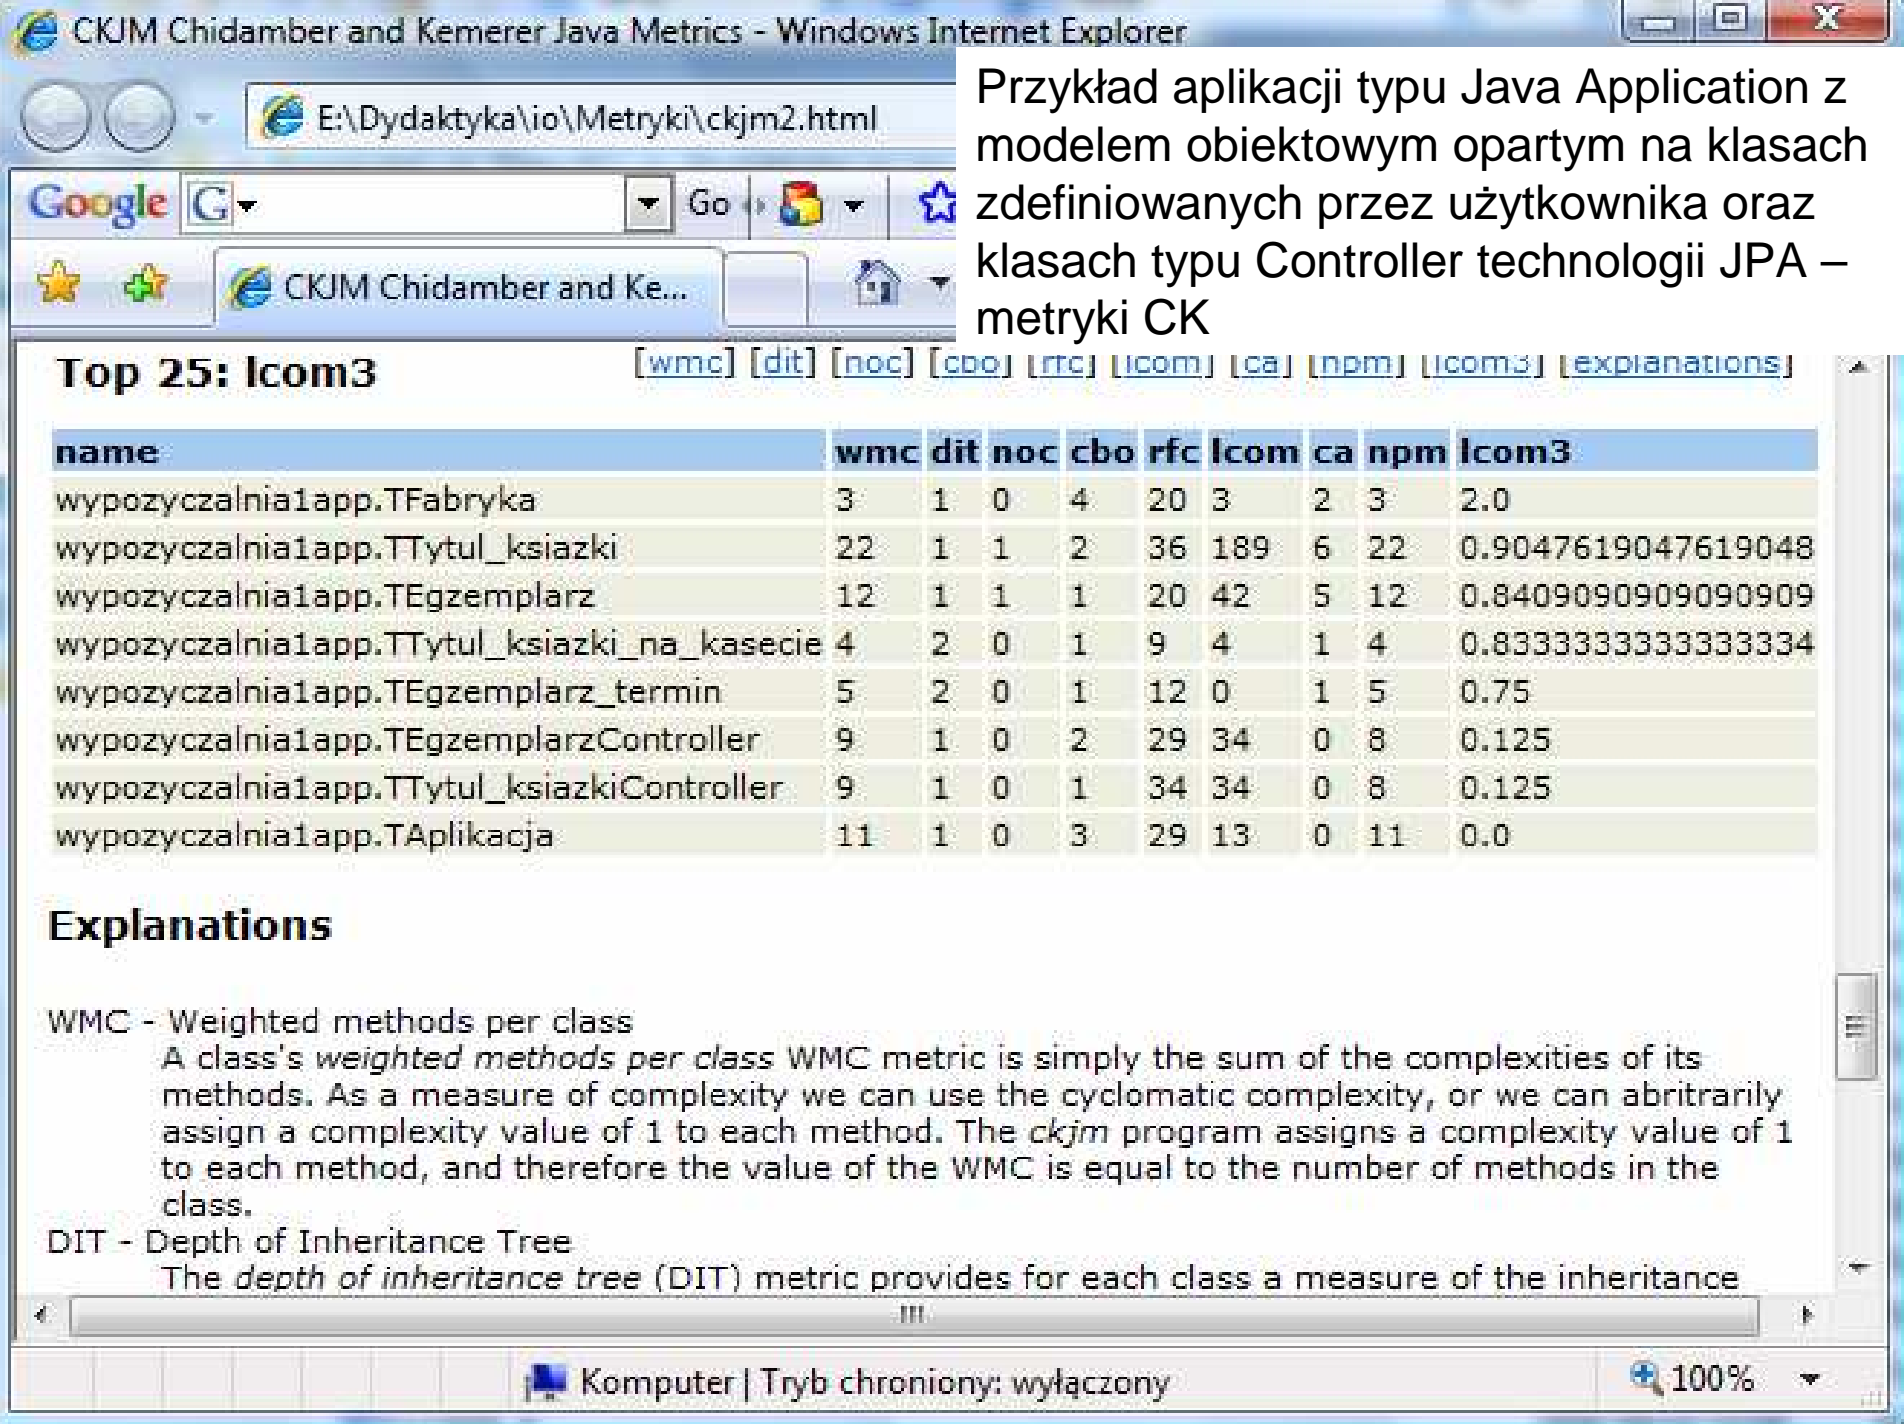 CKJM Chidamber and Kemerer Java Metrics - Windows Internet Explorer
Przykład aplikacji typu Java Application z
modelem obiektowym opartym na klasach
zdefiniowanych przez użytkownika oraz
klasach typu Controller technologii JPA –
metryki CK
E:\Dydaktyka\io\Metryki\ckjm2.html
Google G Go
CKJM Chidamber and Ke...
Top 25: lcom3 [wmc] [dit] [noc] [cbo] [rfc] [lcom] [ca] [npm] [lcom3] [explanations]
name wmc dit noc cbo rfc lcom ca npm lcom3
wypozyczalnia1app.TFabryka 3 1 0 4 20 3 2 3 2.0
wypozyczalnia1app.TTytul_ksiazki 22 1 1 2 36 189 6 22 0.9047619047619048
wypozyczalnia1app.TEgzemplarz 12 1 1 1 20 42 5 12 0.8409090909090909
wypozyczalnia1app.TTytul_ksiazki_na_kasecie 4 2 0 1 9 4 1 4 0.8333333333333334
wypozyczalnia1app.TEgzemplarz_termin 5 2 0 1 12 0 1 5 0.75
wypozyczalnia1app.TEgzemplarzController 9 1 0 2 29 34 0 8 0.125
wypozyczalnia1app.TTytul_ksiazkiController 9 1 0 1 34 34 0 8 0.125
wypozyczalnia1app.TAplikacja 11 1 0 3 29 13 0 11 0.0
Explanations
WMC - Weighted methods per class
A class's weighted methods per class WMC metric is simply the sum of the complexities of its
methods. As a measure of complexity we can use the cyclomatic complexity, or we can abritrarily
assign a complexity value of 1 to each method. The ckjm program assigns a complexity value of 1
to each method, and therefore the value of the WMC is equal to the number of methods in the
class.
DIT - Depth of Inheritance Tree
The depth of inheritance tree (DIT) metric provides for each class a measure of the inheritance
Komputer | Tryb chroniony: wyłączony 100%